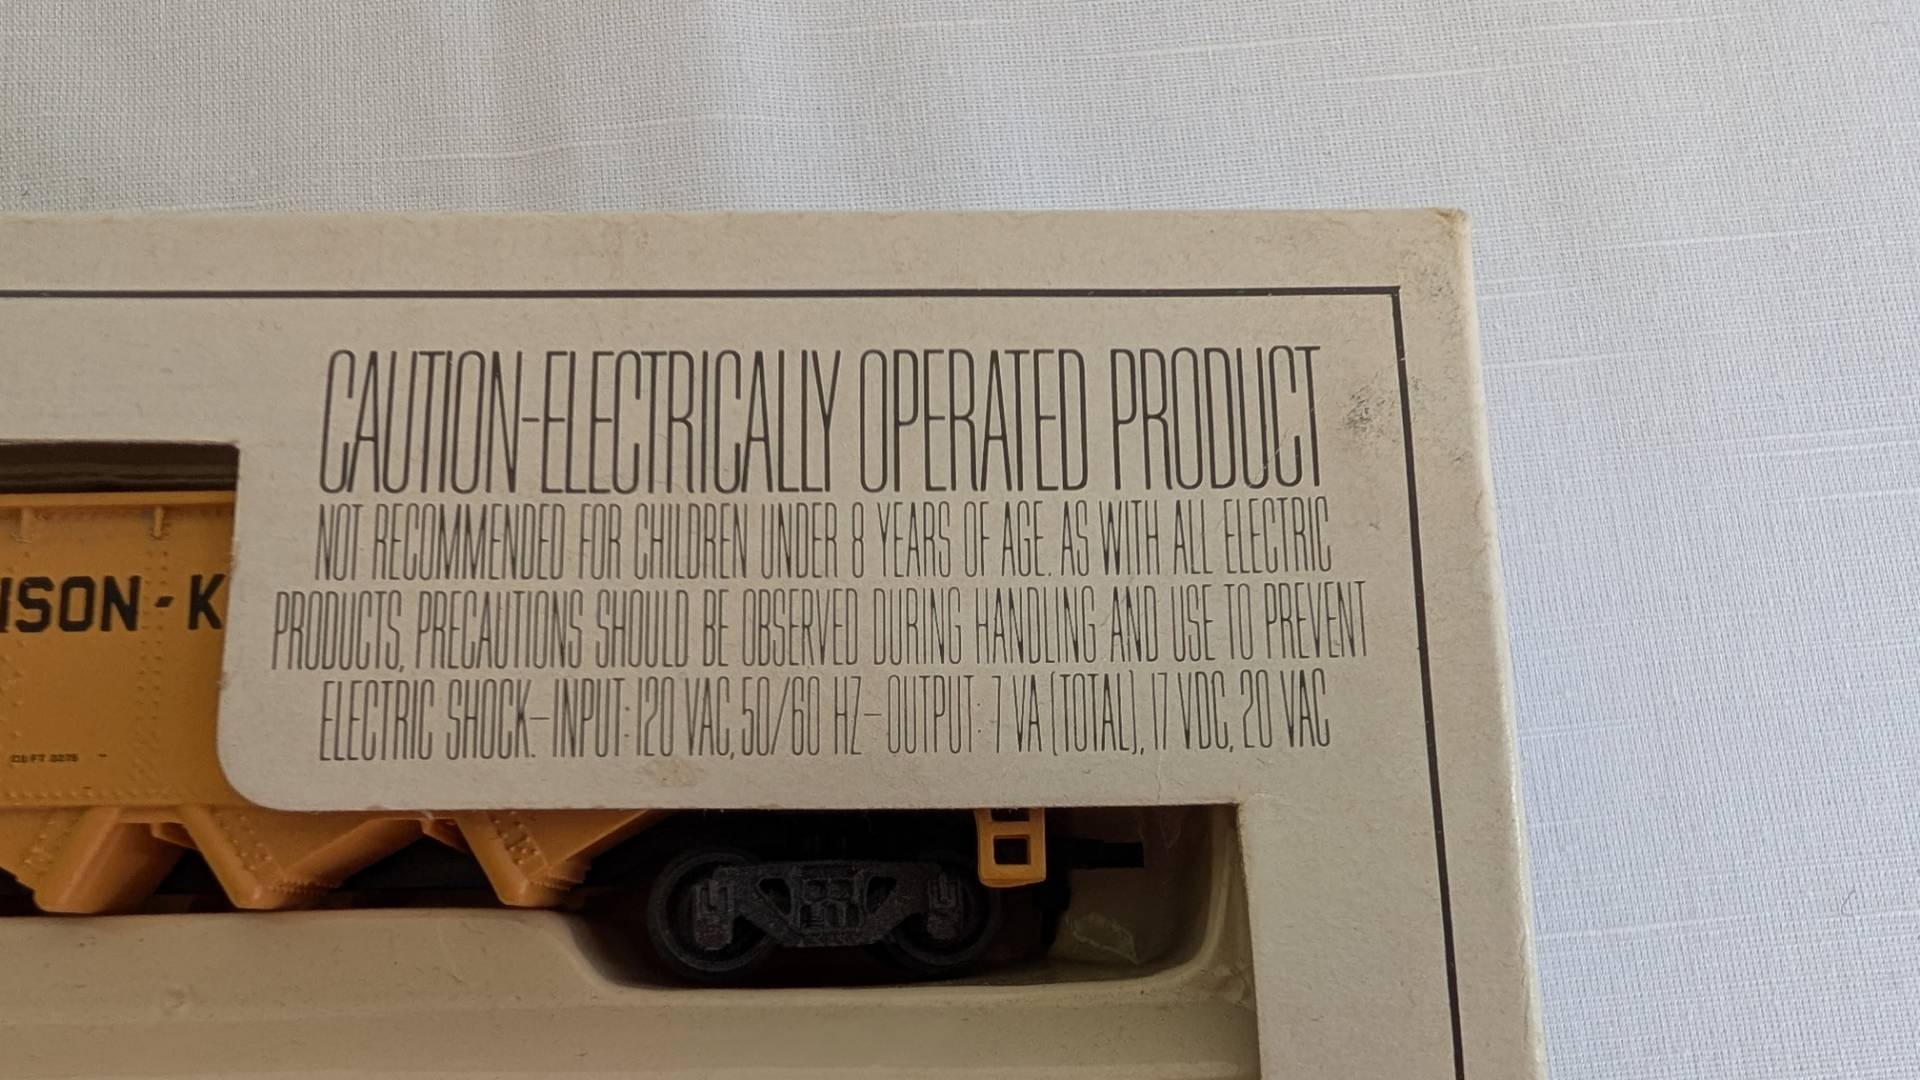 CAUTION-ELECTRICALLY OPERATED PRODUCT
NOT RECOMMENDED FOR CHILDREN UNDER 8 YEARS OF AGE. AS WITH ALL ELECTRIC
PRODUCTS, PRECAUTIONS SHOULD BE OBSERVED DURING HANDLING AND USE TO PREVENT
ELECTRIC SHOCK.-INPUT: 120 VAC, 50/60 HZ-OUTPUT: 7 VA (TOTAL), 17 VDC, 20 VAC
ISON-K